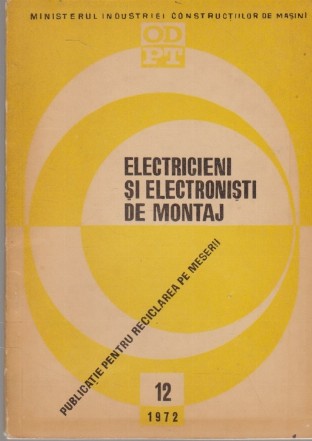 MINISTERUL INDUSTRIEI CONSTRUCȚIILOR DE MAȘINI
OD
PT
ELECTRICIENI
ȘI ELECTRONIȘTI
DE MONTAJ
PUBLICAȚIE PENTRU RECICLAREA PE MESERII
12
1972